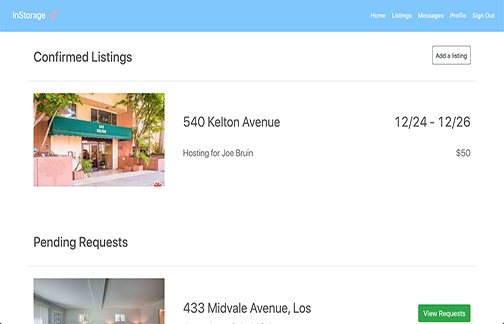 InStorage
Home Listings Messages Profile Sign Out
Confirmed Listings
Add a listing
540 Kelton Avenue
12/24 - 12/26
Hosting for Joe Bruin
$50
Pending Requests
433 Midvale Avenue, Los
View Requests